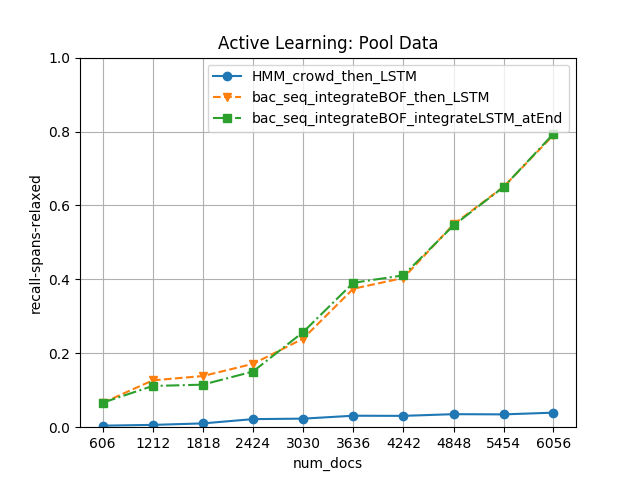 Active Learning: Pool Data
HMM_crowd_then_LSTM
bac_seq_integrateBOF_then_LSTM
bac_seq_integrateBOF_integrateLSTM_atEnd
recall-spans-relaxed
1.0
0.8
0.6
0.4
0.2
0.0
606 1212 1818 2424 3030 3636 4242 4848 5454 6056
num_docs